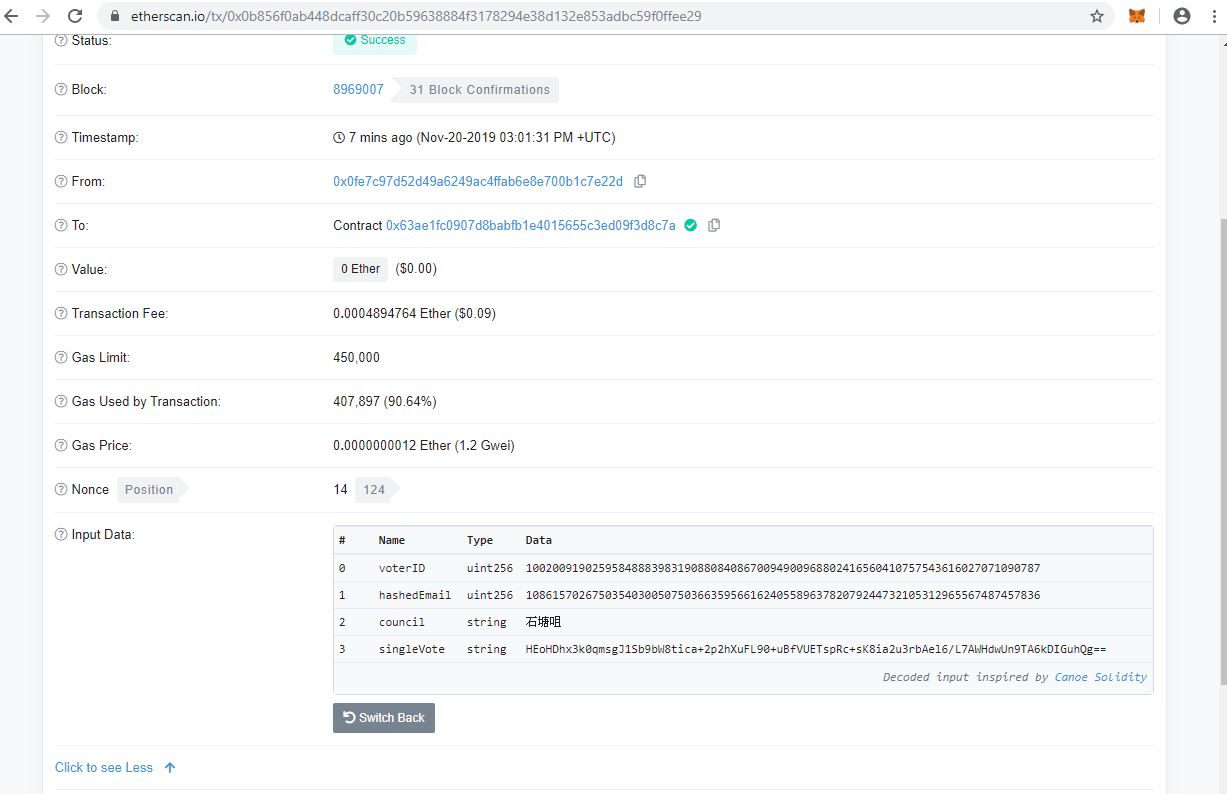 etherscan.io/tx/0x0b856f0ab448dcaff30c20b59638884f3178294e38d132e853adbc59f0ffee29
Status: Success
Block: 8969007 31 Block Confirmations
Timestamp: 7 mins ago (Nov-20-2019 03:01:31 PM +UTC)
From: 0x0fe7c97d52d49a6249ac4ffab6e8e700b1c7e22d
To: Contract 0x63ae1fc0907d8babfb1e4015655c3ed09f3d8c7a
Value: 0 Ether ($0.00)
Transaction Fee: 0.0004894764 Ether ($0.09)
Gas Limit: 450,000
Gas Used by Transaction: 407,897 (90.64%)
Gas Price: 0.0000000012 Ether (1.2 Gwei)
Nonce Position 14 124
Input Data:
# Name Type Data
0 voterID uint256 100200919025958488839831908808408670094900968802416560410757543616027071090787
1 hashedEmail uint256 108615702675035403005075036635956616240558963782079244732105312965567487457836
2 council string 石塘咀
3 singleVote string HEoHDhx3k0qmsgJ1Sb9bW8tica+2p2hXuFL90+uBfVUETspRc+sK8ia2u3rbAel6/L7AWHdwUn9TA6kDIGuhQg==
Decoded input inspired by Canoe Solidity
Switch Back
Click to see Less